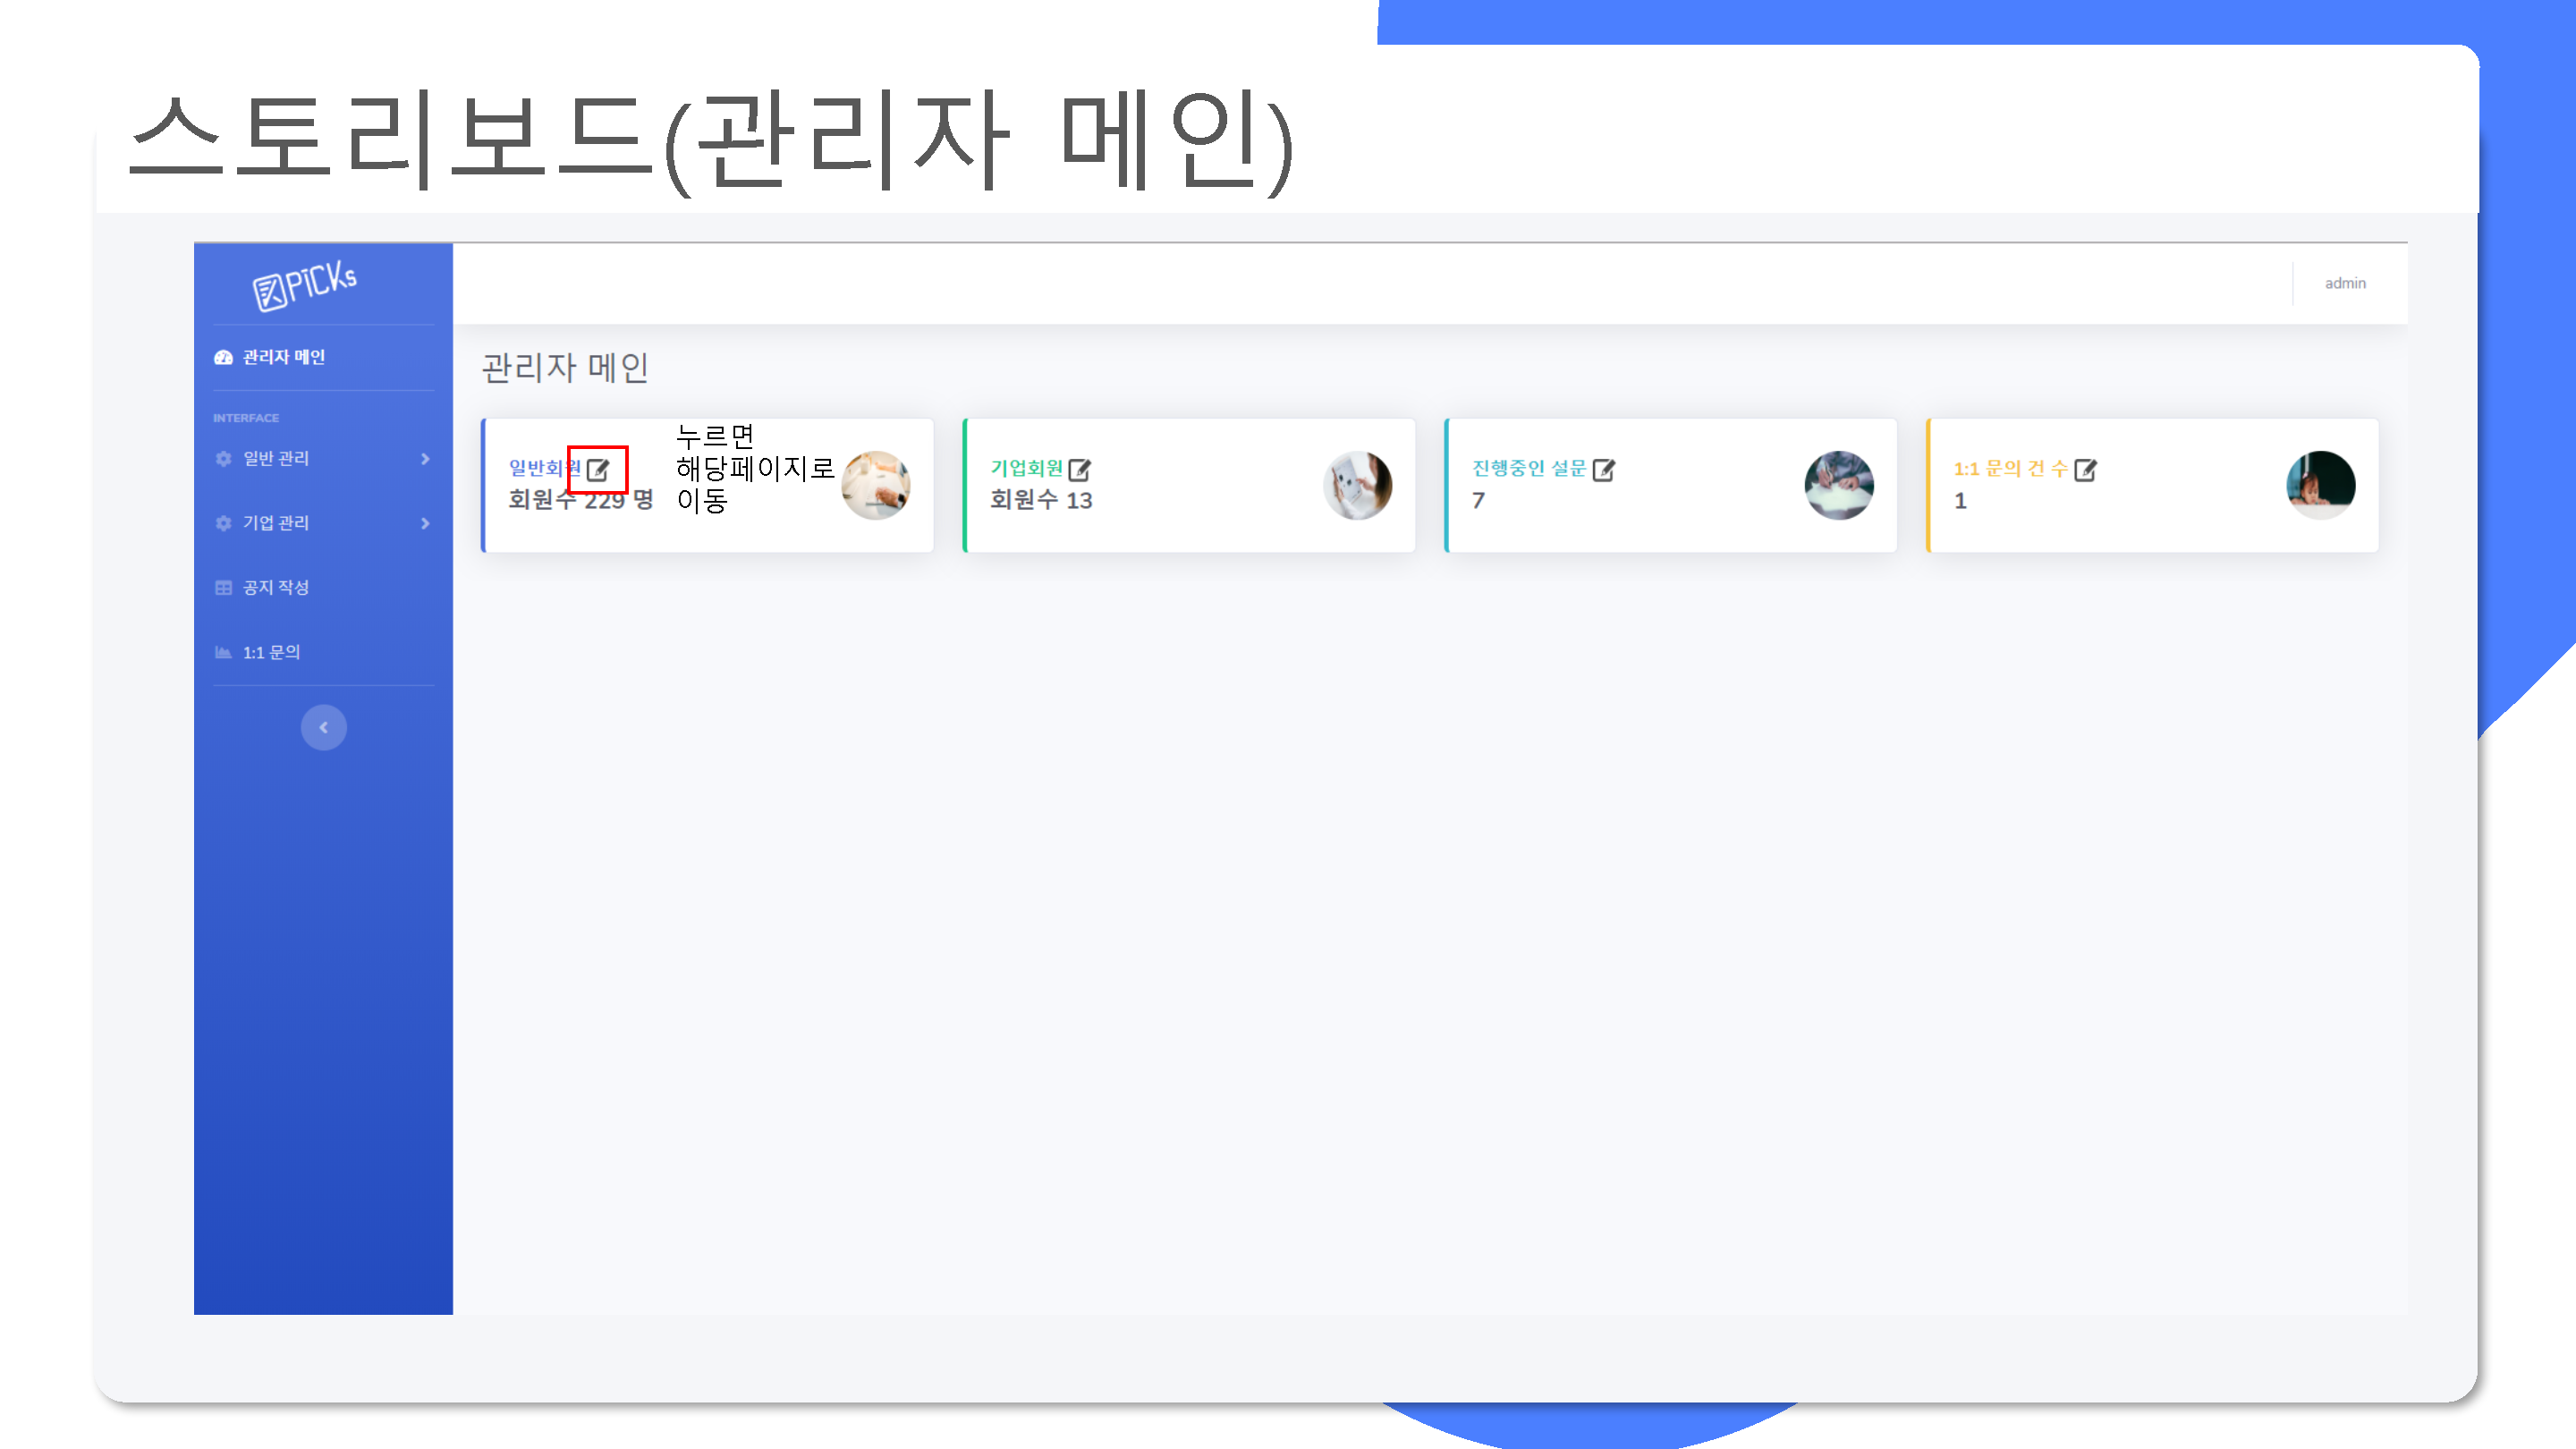 스토리보드(관리자 메인)
PiCKs
admin
관리자 메인
INTERFACE
일반 관리
기업 관리
공지 작성
1:1 문의
관리자 메인
일반회원
회원수 229 명
누르면
해당페이지로
이동
기업회원
회원수 13
진행중인 설문
7
1:1 문의 건 수
1